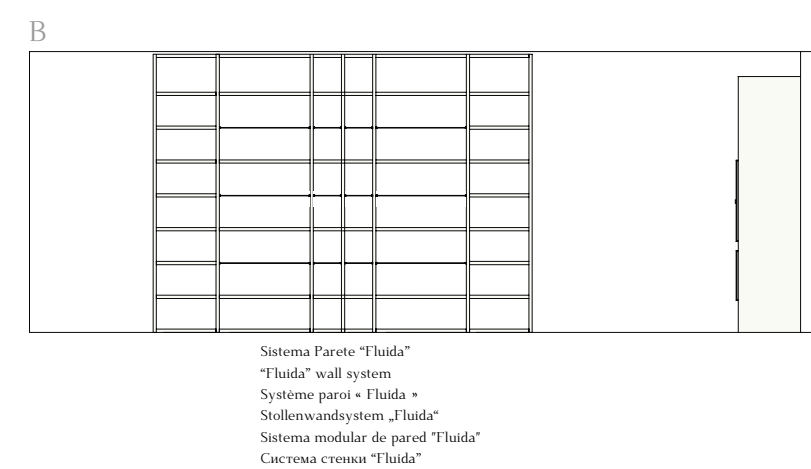 B
Sistema Parete “Fluida”
“Fluida” wall system
Système paroi « Fluida »
Stollenwandsystem „Fluida“
Sistema modular de pared "Fluida"
Система стенки “Fluida”